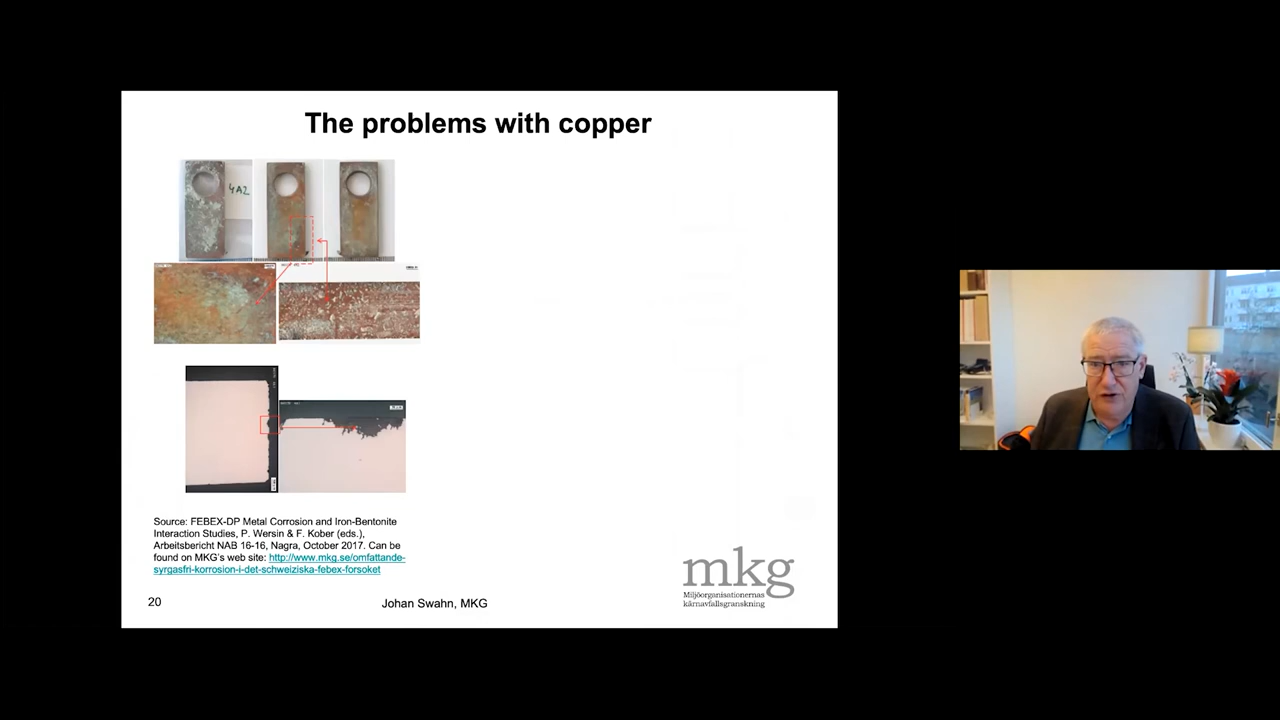 The problems with copper
4A2
Source: FEBEX-DP Metal Corrosion and Iron-Bentonite
Interaction Studies, P. Wersin & F. Kober (eds.),
Arbeitsbericht NAB 16-16, Nagra, October 2017. Can be
found on MKG's web site: http://www.mkg.se/omfattande-
syrgasfri-korrosion-i-det-schweiziska-febex-forsoket
mkg
Miljöorganisationernas
kärnavfallsgranskning
20
Johan Swahn, MKG